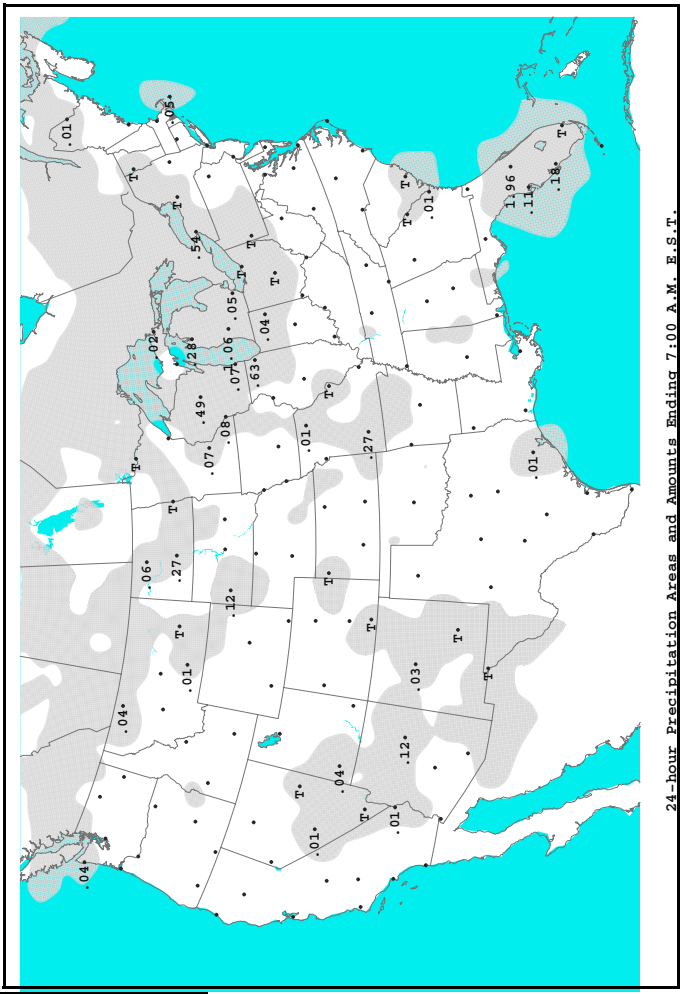 .01
.04
.04
T
T
.06
.02
.05
T
.27
T
T
.01
.28
.54
.49
.07
.08
1.06
.12
.05
.07
T
T
.63
.04
T
T
.01
.01
T
T
.04
T
.27
T
.01
.12
T
T
.03
.01
T
T
1.96
.11
.01
.18
T
24-hour Precipitation Areas and Amounts Ending 7:00 A.M. E.S.T.